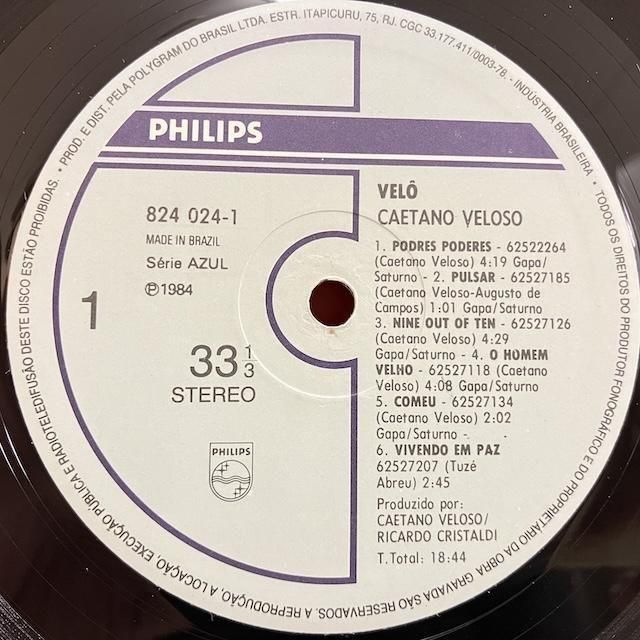 PROD. E DIST. PELA POLYGRAM DO BRASIL LTDA. ESTR. ITAPICURU, 75, RJ. CGC 33.177.411/0003-78. - INDÚSTRIA BRASILEIRA •
TODOS OS DIREITOS DO PRODUTOR FONOGRÁFICO E DO PROPRIETÁRIO DA OBRA GRAVADA SÃO RESERVADOS. A REPRODUÇÃO, A LOCAÇÃO, EXECUÇÃO PÚBLICA E RADIOTELEDIFUSÃO DESTE DISCO ESTÃO PROIBIDAS. •
PHILIPS
824 024-1
MADE IN BRAZIL
Série AZUL
℗1984
1
33 1/3
STEREO
PHILIPS
VELÔ
CAETANO VELOSO
1. PODRES PODERES - 62522264
(Caetano Veloso) 4:19 Gapa/
Saturno - 2. PULSAR - 62527185
(Caetano Veloso-Augusto de
Campos) 1:01 Gapa/Saturno
3. NINE OUT OF TEN - 62527126
(Caetano Veloso) 4:29
Gapa/Saturno - 4. O HOMEM
VELHO - 62527118 (Caetano
Veloso) 4:08 Gapa/Saturno
5. COMEU - 62527134
(Caetano Veloso) 2:02
Gapa/Saturno -
6. VIVENDO EM PAZ
62527207 (Tuzé
Abreu) 2:45
Produzido por:
CAETANO VELOSO/
RICARDO CRISTALDI
T.Total: 18:44